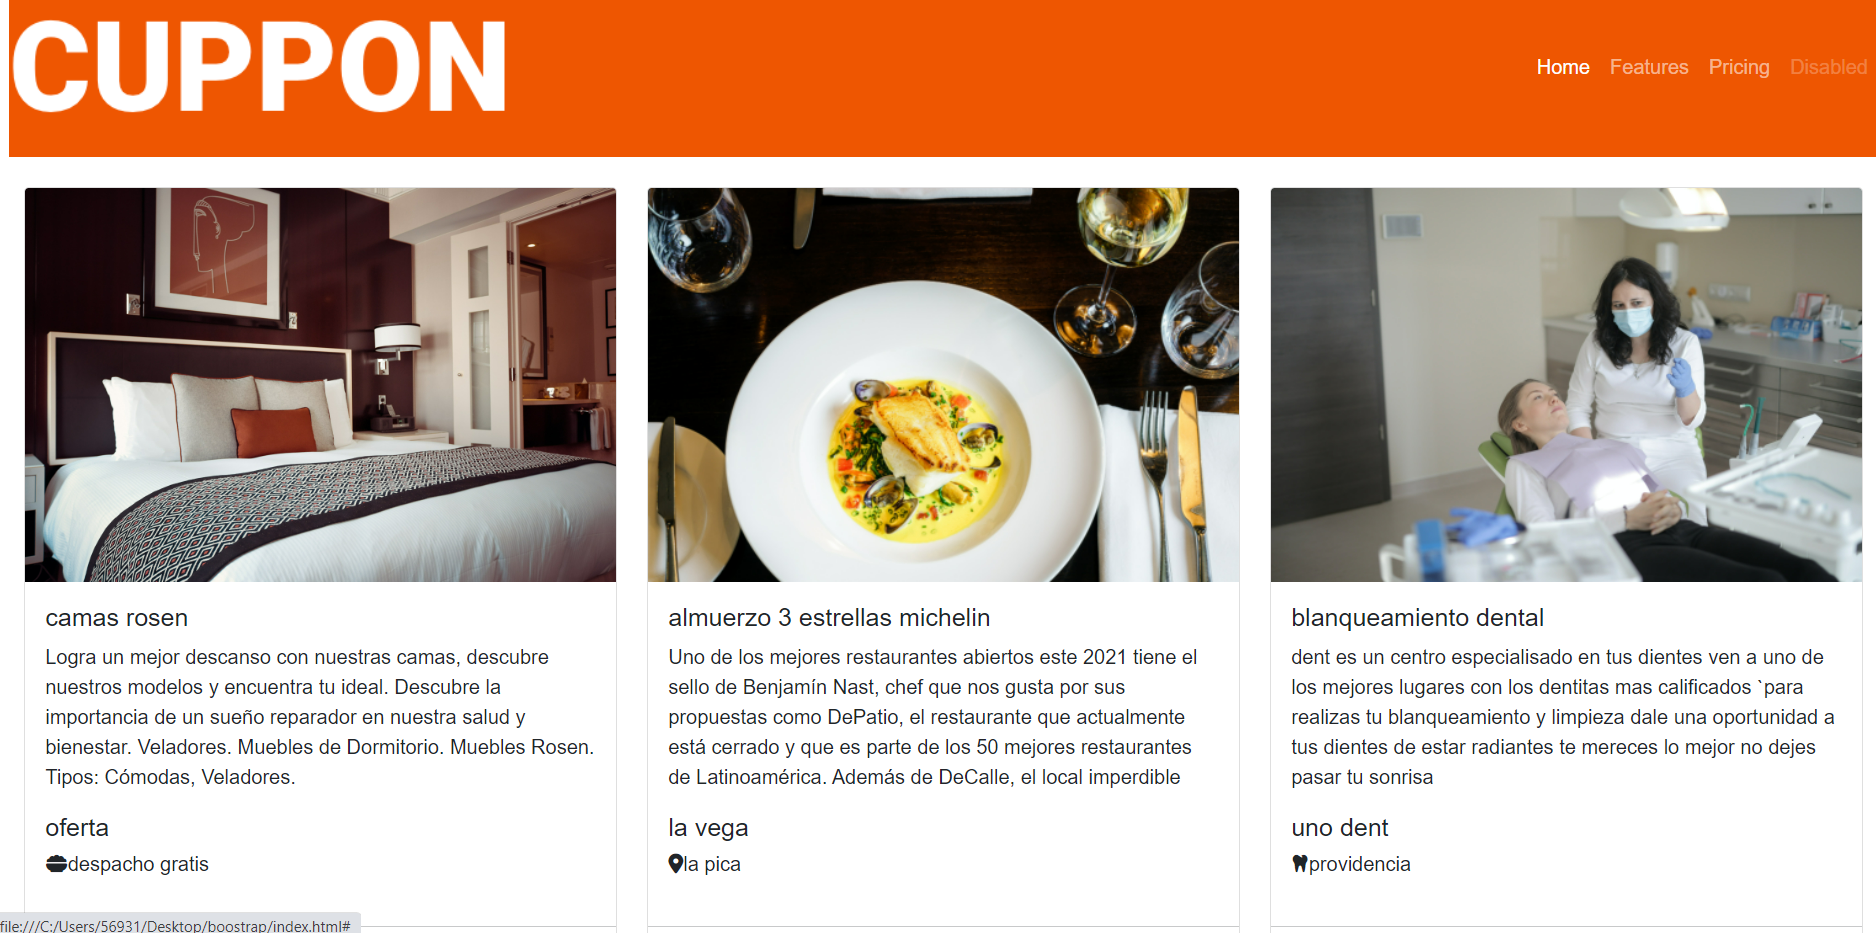 CUPPON
Home Features Pricing Disabled
camas rosen
Logra un mejor descanso con nuestras camas, descubre
nuestros modelos y encuentra tu ideal. Descubre la
importancia de un sueño reparador en nuestra salud y
bienestar. Veladores. Muebles de Dormitorio. Muebles Rosen.
Tipos: Cómodas, Veladores.
oferta
despacho gratis
almuerzo 3 estrellas michelin
Uno de los mejores restaurantes abiertos este 2021 tiene el
sello de Benjamín Nast, chef que nos gusta por sus
propuestas como DePatio, el restaurante que actualmente
está cerrado y que es parte de los 50 mejores restaurantes
de Latinoamérica. Además de DeCalle, el local imperdible
la vega
la pica
blanqueamiento dental
dent es un centro especialisado en tus dientes ven a uno de
los mejores lugares con los dentitas mas calificados `para
realizas tu blanqueamiento y limpieza dale una oportunidad a
tus dientes de estar radiantes te mereces lo mejor no dejes
pasar tu sonrisa
uno dent
providencia
file:///C:/Users/56931/Desktop/boostrap/index.html#